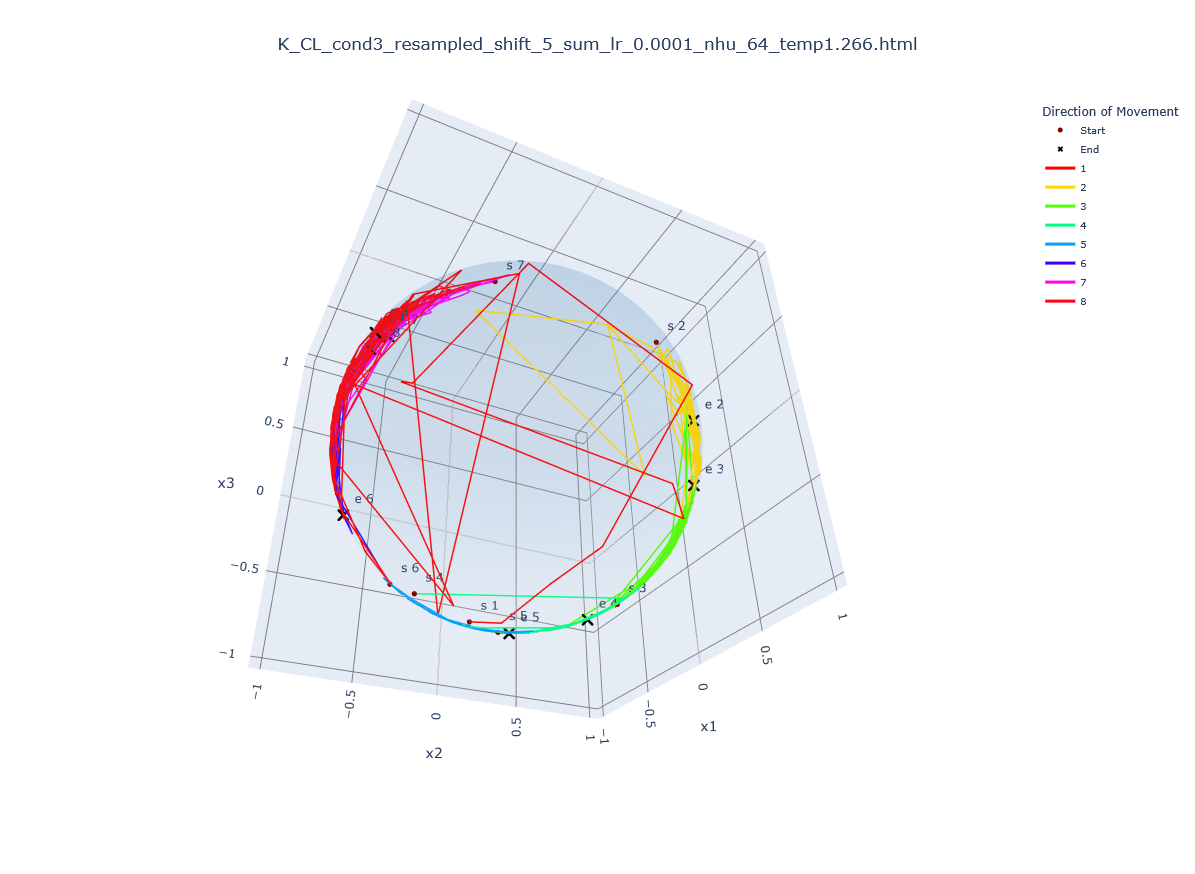 K_CL_cond3_resampled_shift_5_sum_lr_0.0001_nhu_64_temp1.266.html
Direction of Movement
Start
End
1
2
3
4
5
6
7
8
s 7
s 2
e 2
e 3
e 6
s 6
s 4
s 1
s 3
e 4
e 5
1
0.5
0
−0.5
−1
x3
−1
−0.5
0
0.5
1
x2
−1
−0.5
0
0.5
1
x1